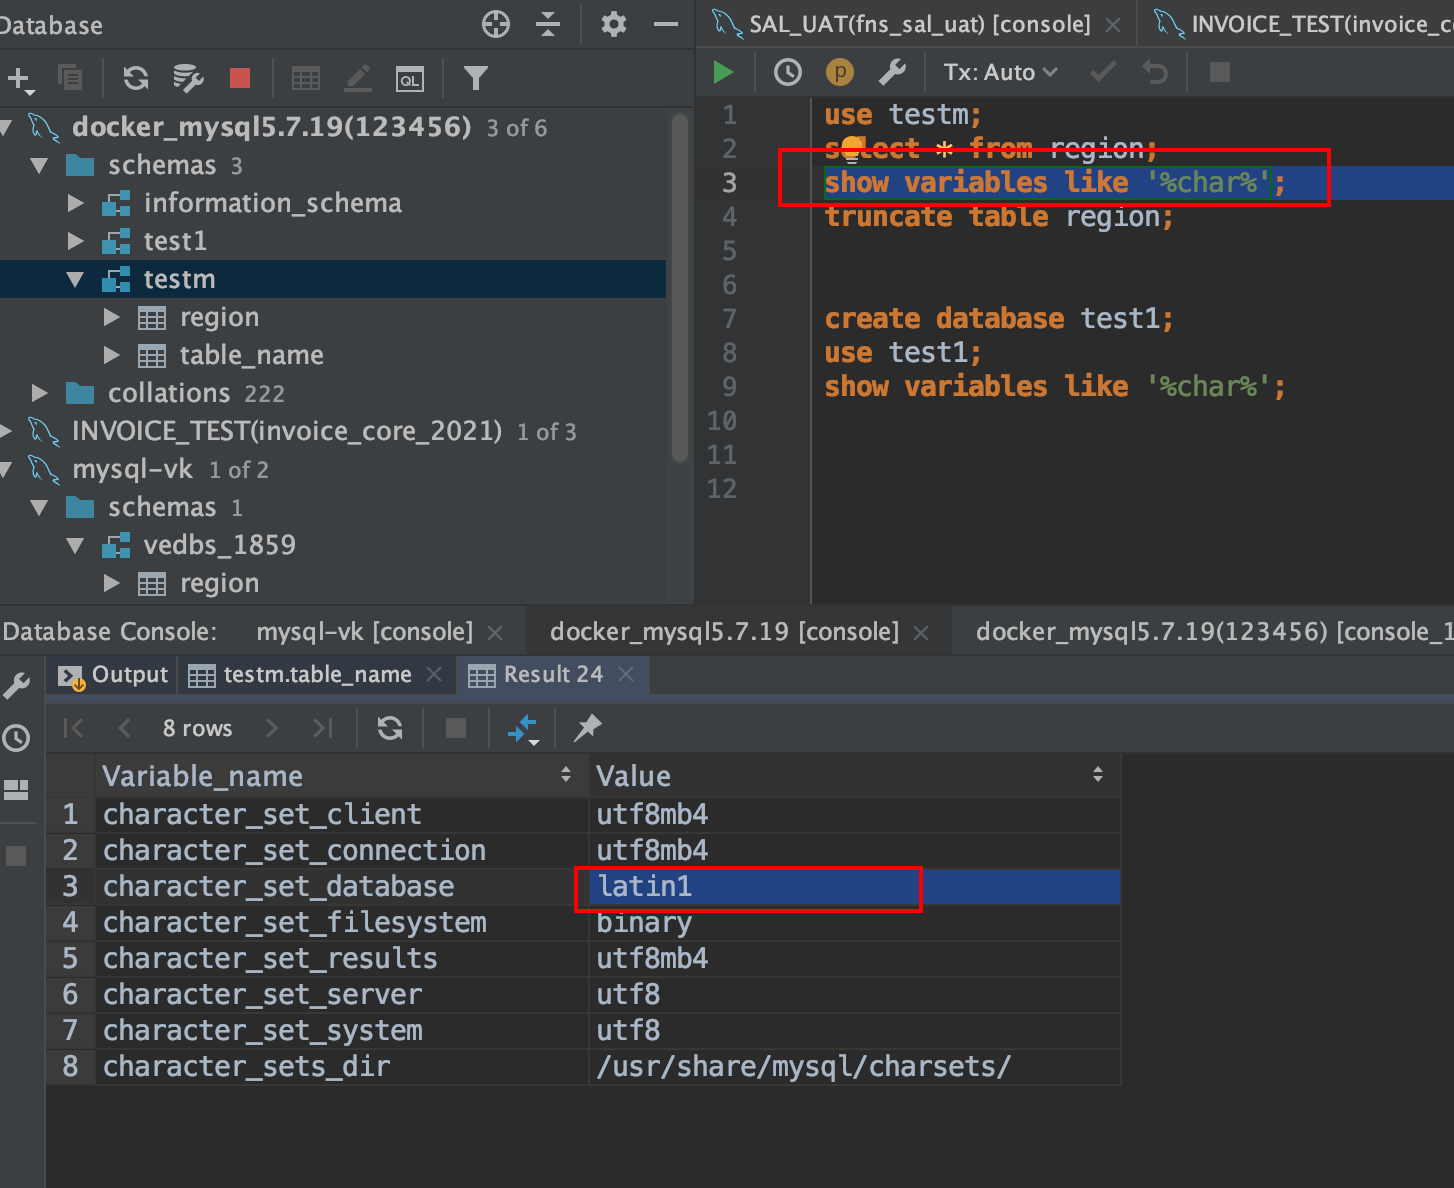 Database
SAL_UAT(fns_sal_uat) [console]
INVOICE_TEST(invoice_co
QL
p
Tx: Auto
docker_mysql5.7.19(123456) 3 of 6
schemas 3
information_schema
test1
testm
region
table_name
collations 222
INVOICE_TEST(invoice_core_2021) 1 of 3
mysql-vk 1 of 2
schemas 1
vedbs_1859
region
1 use testm;
2 select * from region;
3 show variables like '%char%';
4 truncate table region;
5
6
7 create database test1;
8 use test1;
9 show variables like '%char%';
10
11
12
Database Console: mysql-vk [console] docker_mysql5.7.19 [console] docker_mysql5.7.19(123456) [console_1
Output testm.table_name Result 24
8 rows
Variable_name Value
1 character_set_client utf8mb4
2 character_set_connection utf8mb4
3 character_set_database latin1
4 character_set_filesystem binary
5 character_set_results utf8mb4
6 character_set_server utf8
7 character_set_system utf8
8 character_sets_dir /usr/share/mysql/charsets/